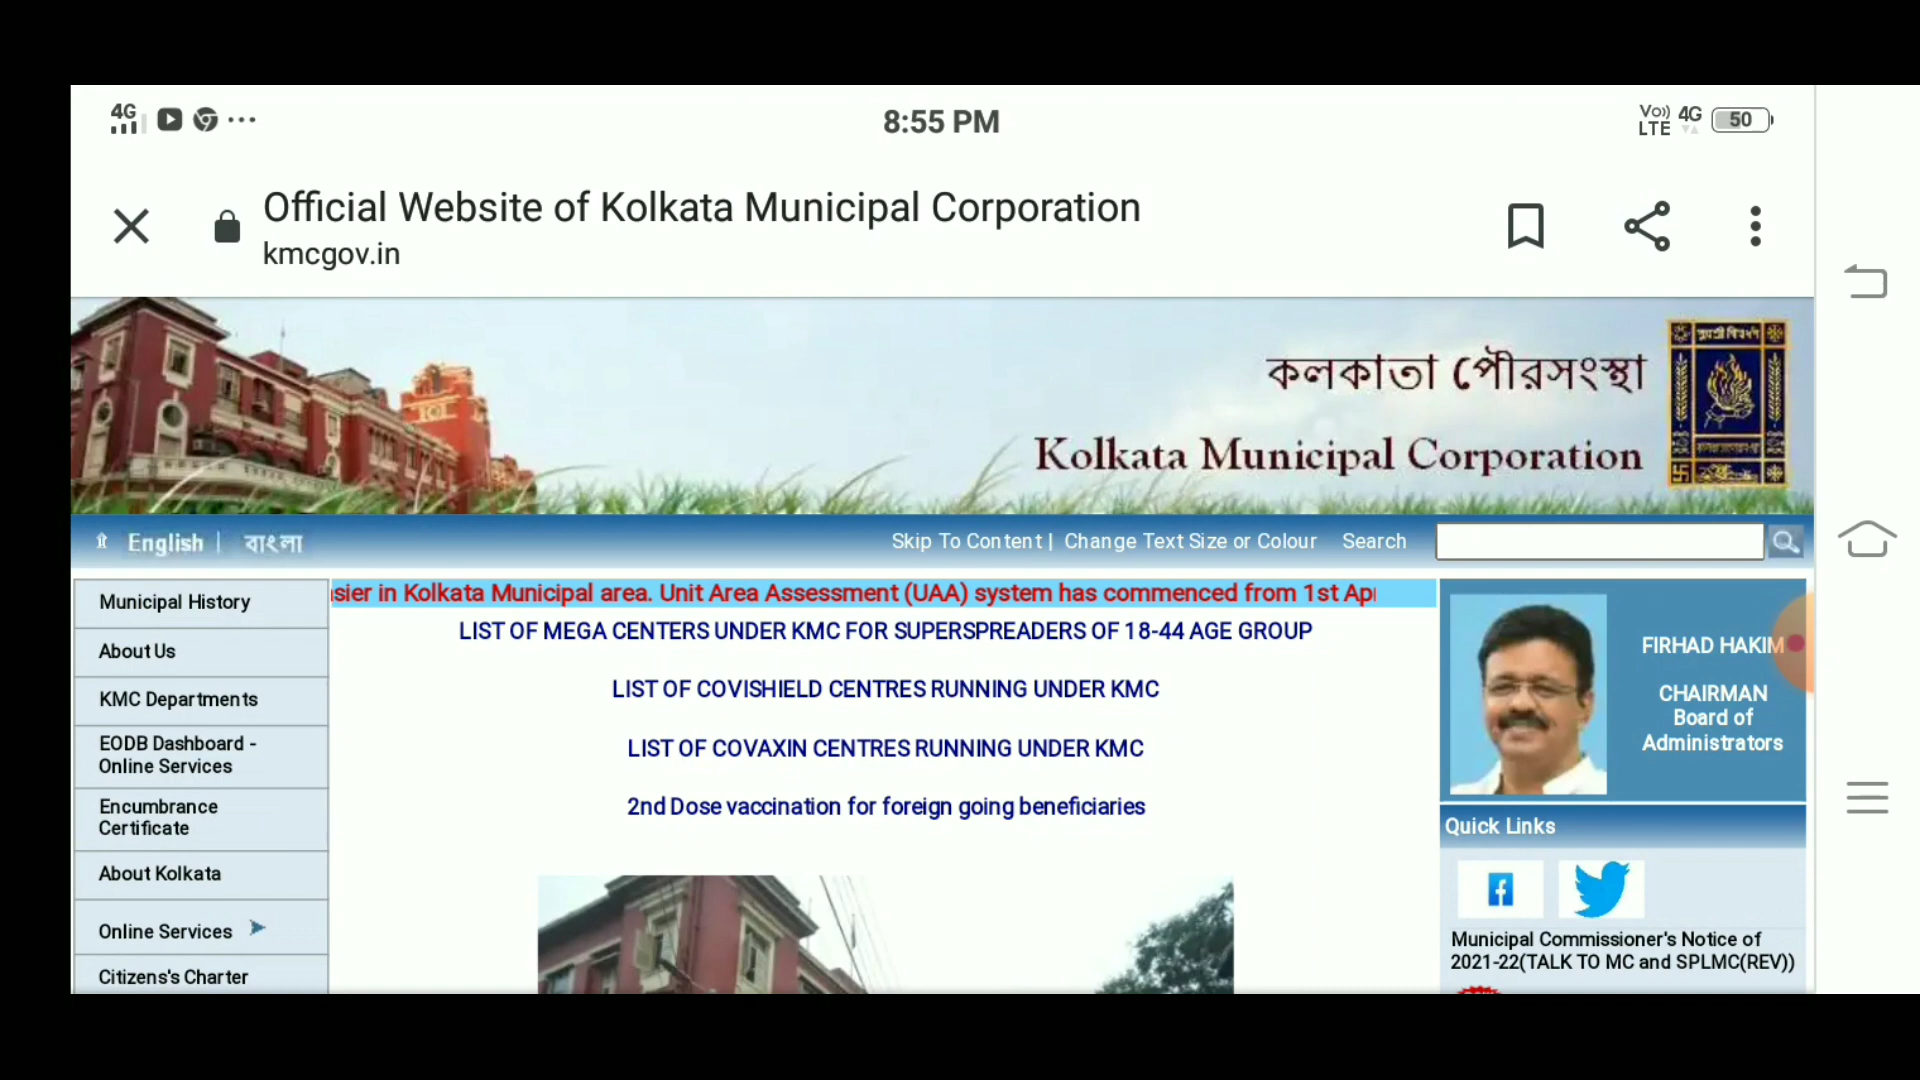 4G
8:55 PM
Vo)) LTE 4G 50
Official Website of Kolkata Municipal Corporation
kmcgov.in
কলকাতা পৌরসংস্থা
Kolkata Municipal Corporation
English | বাংলা
Skip To Content | Change Text Size or Colour Search
Municipal History
About Us
KMC Departments
EODB Dashboard -
Online Services
Encumbrance
Certificate
About Kolkata
Online Services
Citizens's Charter
sier in Kolkata Municipal area. Unit Area Assessment (UAA) system has commenced from 1st Apr
LIST OF MEGA CENTERS UNDER KMC FOR SUPERSPREADERS OF 18-44 AGE GROUP
LIST OF COVISHIELD CENTRES RUNNING UNDER KMC
LIST OF COVAXIN CENTRES RUNNING UNDER KMC
2nd Dose vaccination for foreign going beneficiaries
FIRHAD HAKIM
CHAIRMAN
Board of
Administrators
Quick Links
Municipal Commissioner's Notice of
2021-22(TALK TO MC and SPLMC(REV))